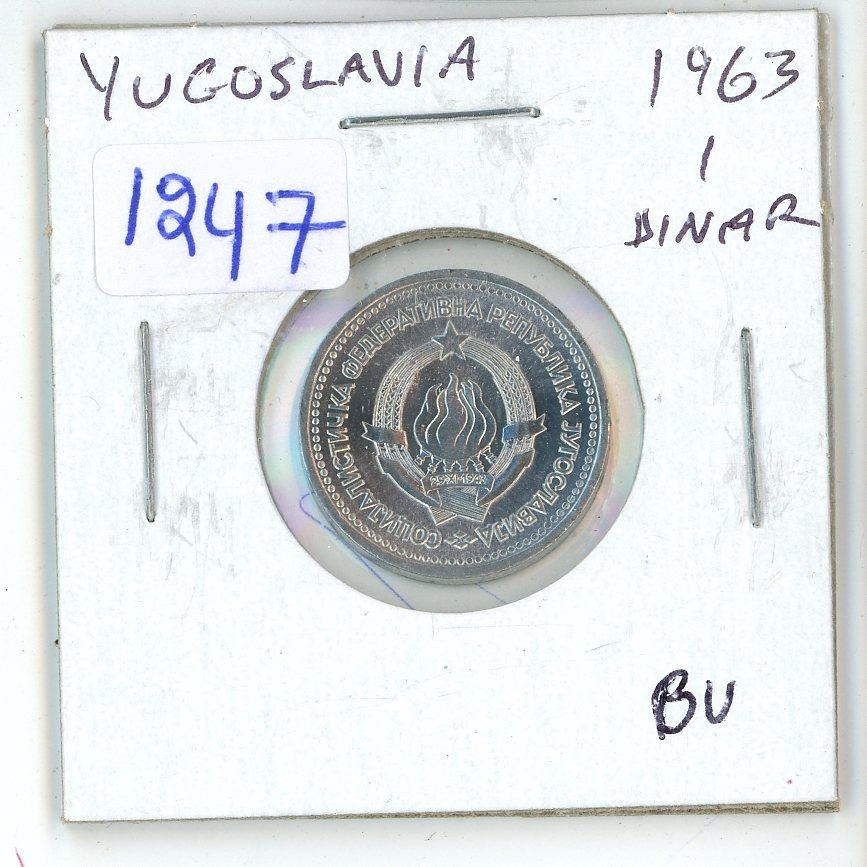 YUGOSLAVIA
1963
1
DINAR
1247
СОЦИЈАЛИСТИЧКА ФЕДЕРАТИВНА РЕПУБЛИКА ЈУГОСЛАВИЈА
29·XI·1943
BU